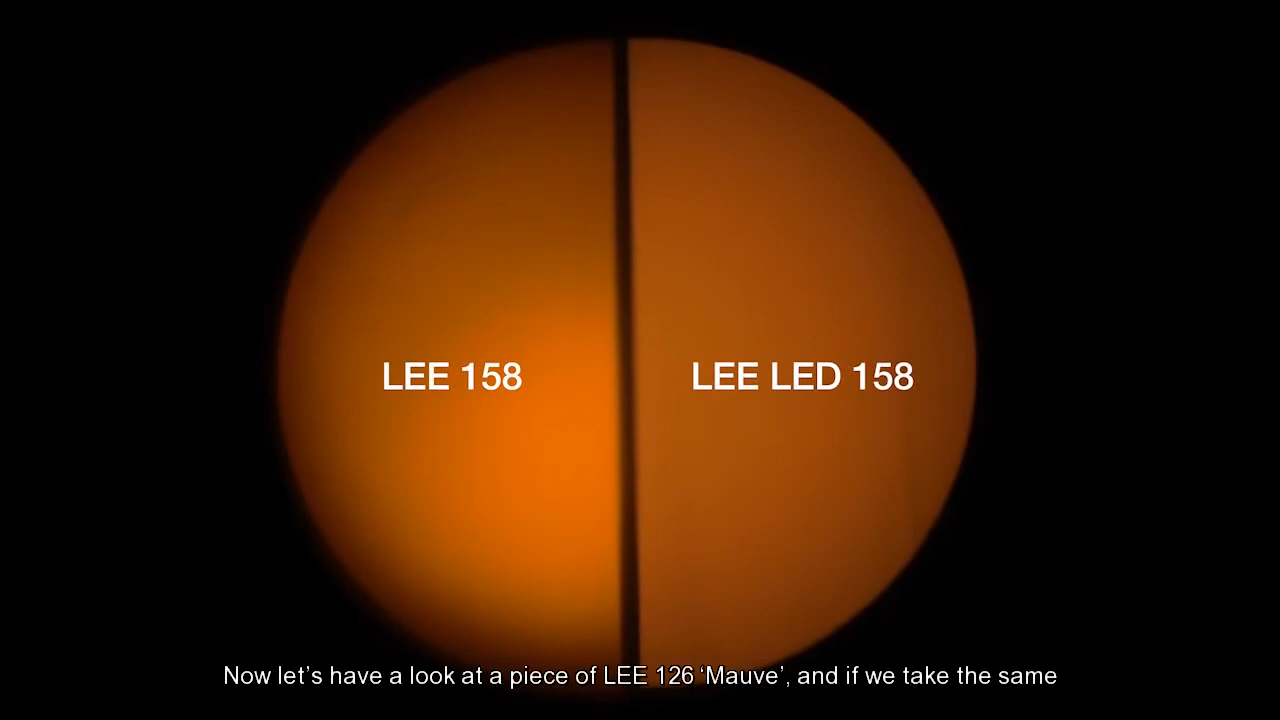 LEE 158
LEE LED 158
Now let's have a look at a piece of LEE 126 ‘Mauve’, and if we take the same